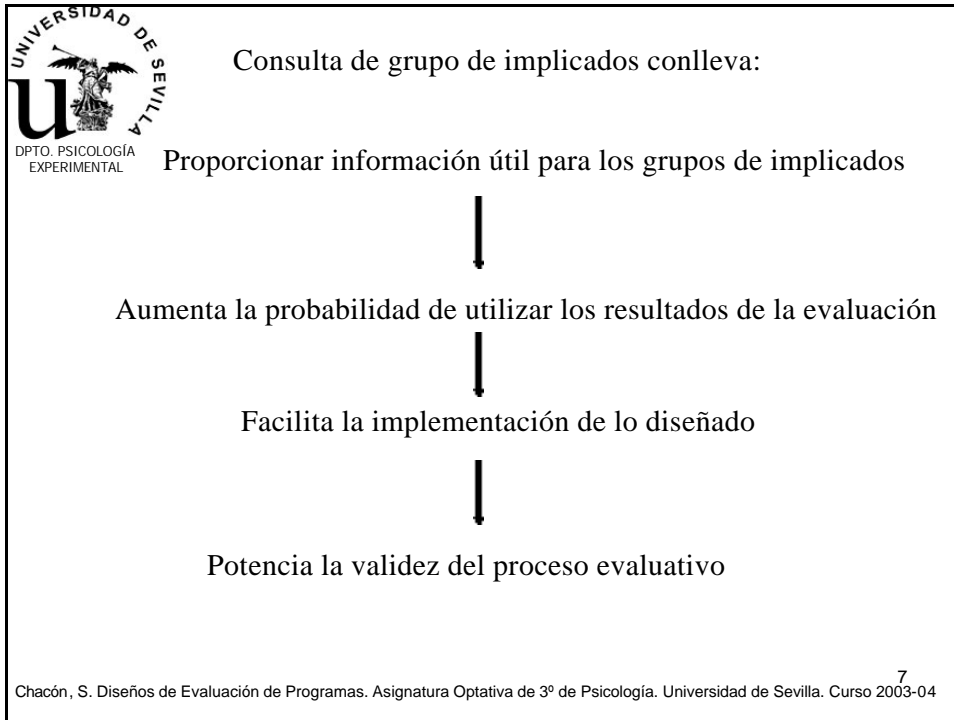 UNIVERSIDAD DE SEVILLA
u
DPTO. PSICOLOGÍA
EXPERIMENTAL
Consulta de grupo de implicados conlleva:
Proporcionar información útil para los grupos de implicados
Aumenta la probabilidad de utilizar los resultados de la evaluación
Facilita la implementación de lo diseñado
Potencia la validez del proceso evaluativo
7
Chacón, S. Diseños de Evaluación de Programas. Asignatura Optativa de 3º de Psicología. Universidad de Sevilla. Curso 2003-04